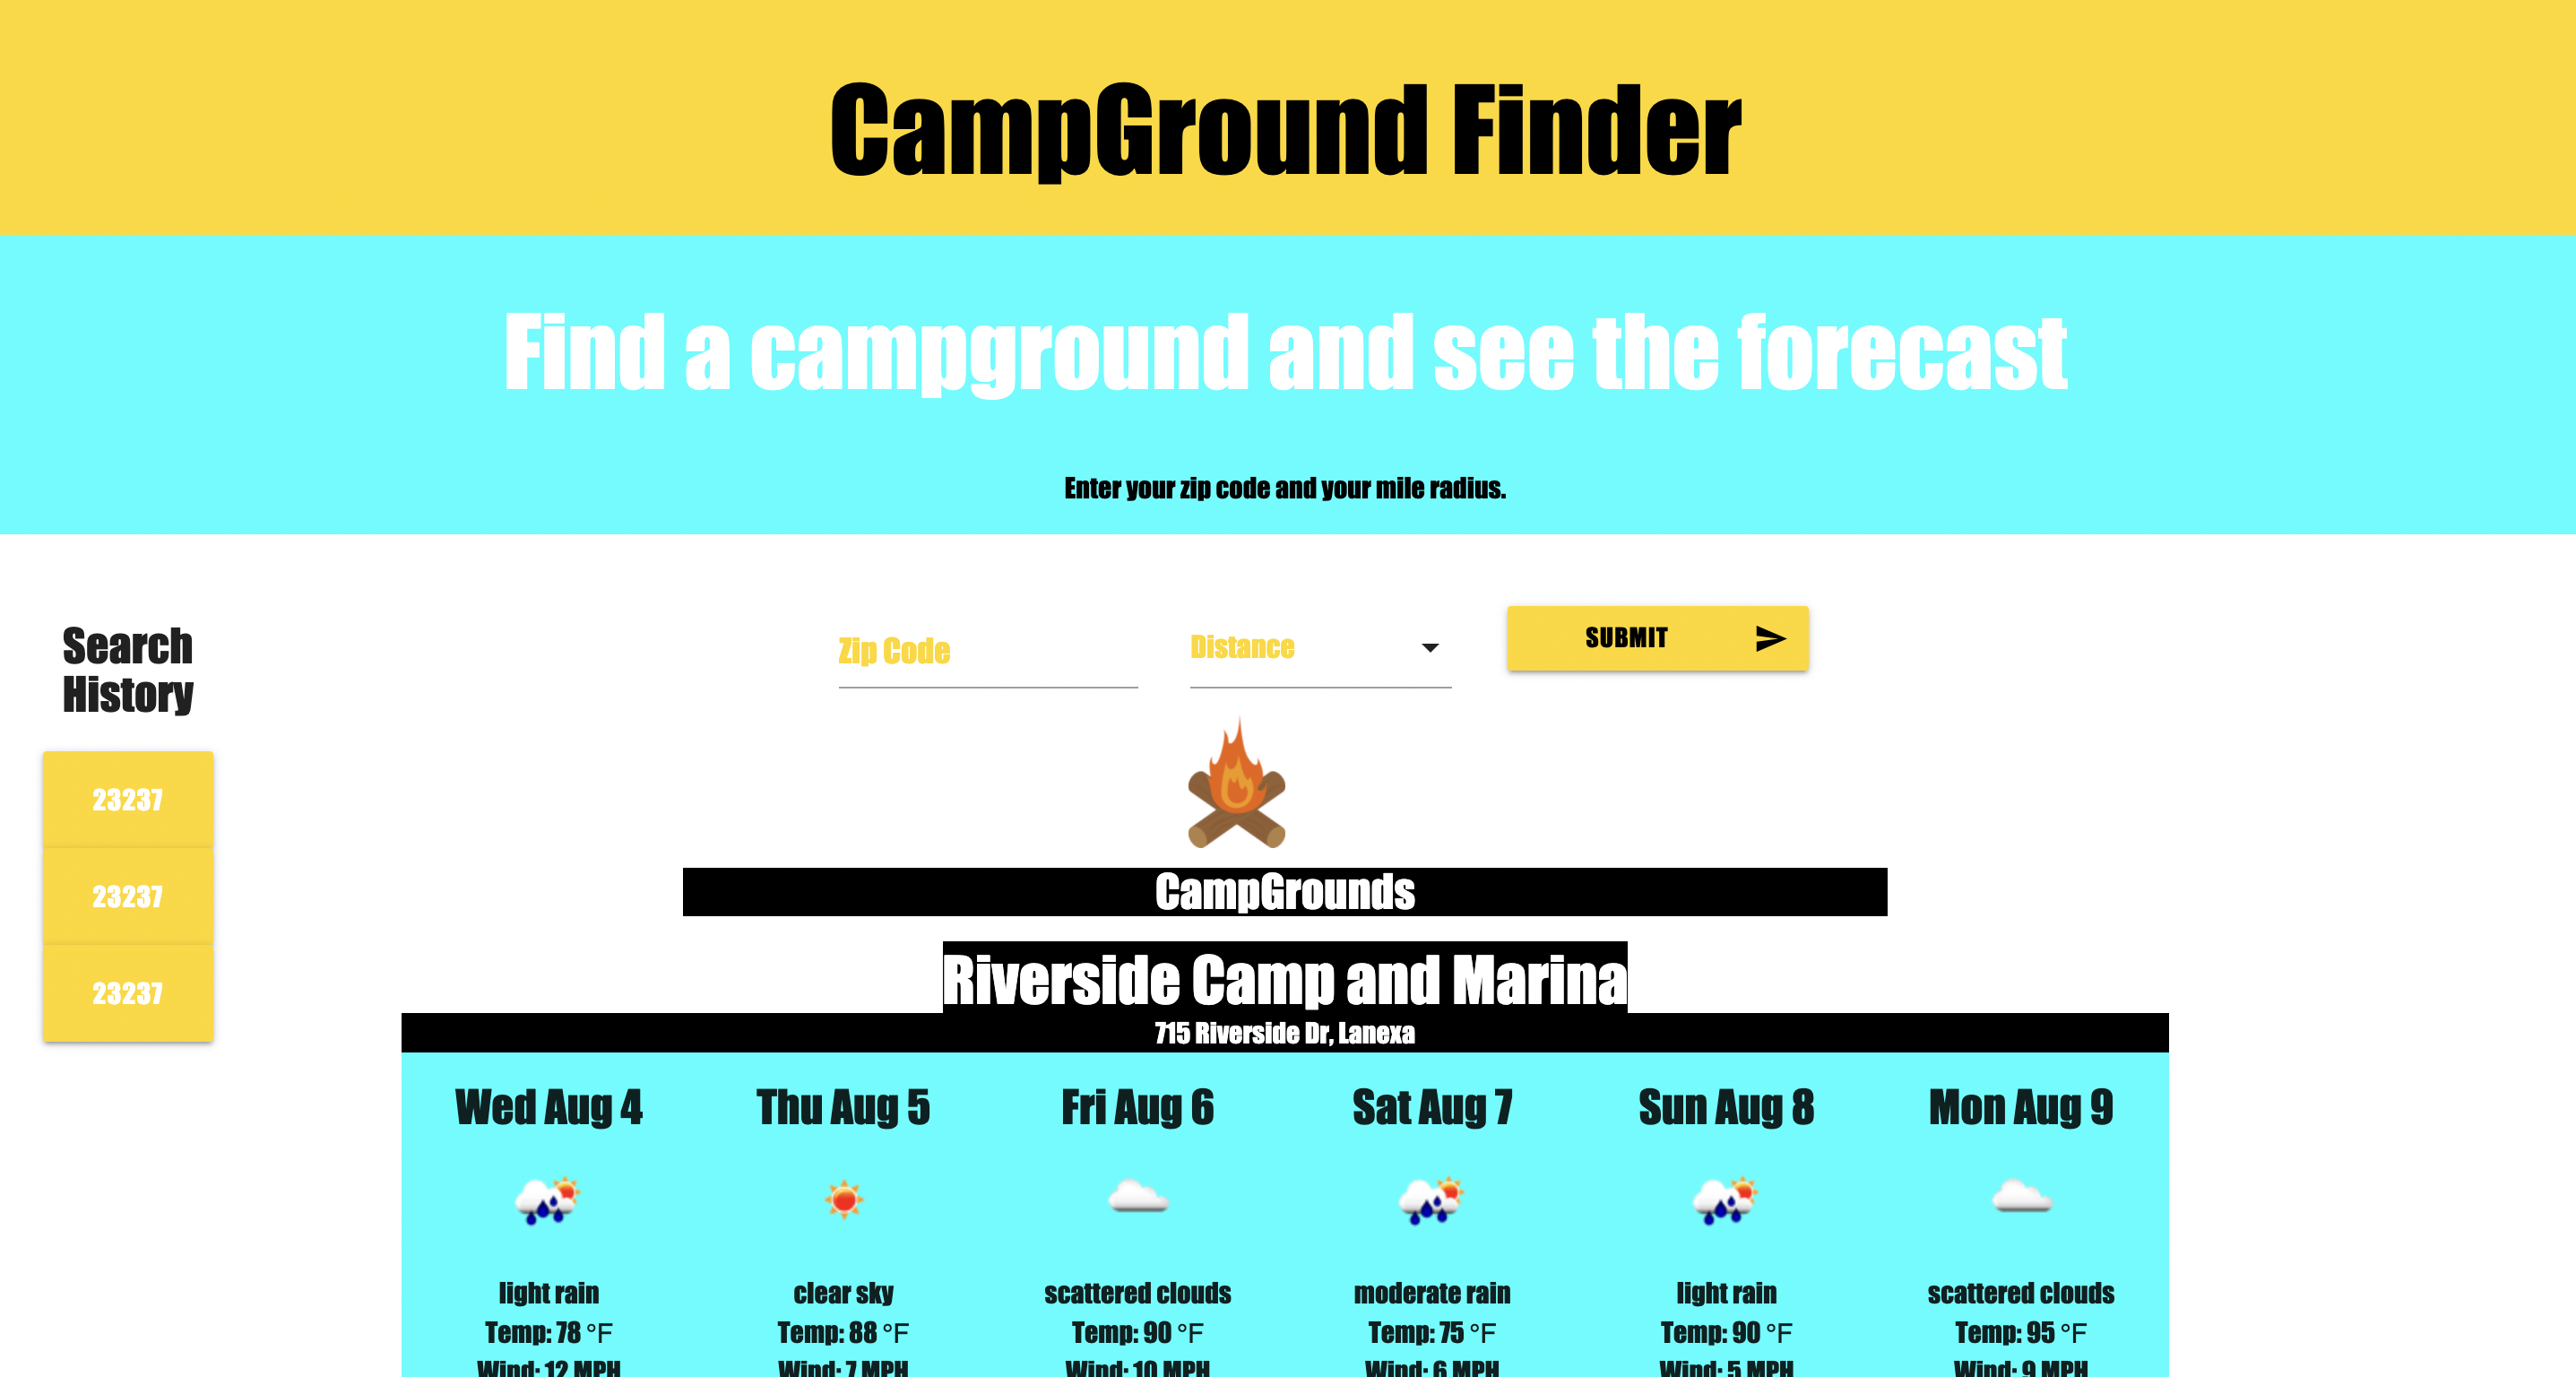 CampGround Finder
Find a campground and see the forecast
Enter your zip code and your mile radius.
Search
History
23237
23237
23237
Zip Code
Distance
SUBMIT
CampGrounds
Riverside Camp and Marina
715 Riverside Dr, Lanexa
Wed Aug 4
light rain
Temp: 78 °F
Wind: 12 MPH
Thu Aug 5
clear sky
Temp: 88 °F
Wind: 7 MPH
Fri Aug 6
scattered clouds
Temp: 90 °F
Wind: 10 MPH
Sat Aug 7
moderate rain
Temp: 75 °F
Wind: 6 MPH
Sun Aug 8
light rain
Temp: 90 °F
Wind: 5 MPH
Mon Aug 9
scattered clouds
Temp: 95 °F
Wind: 9 MPH